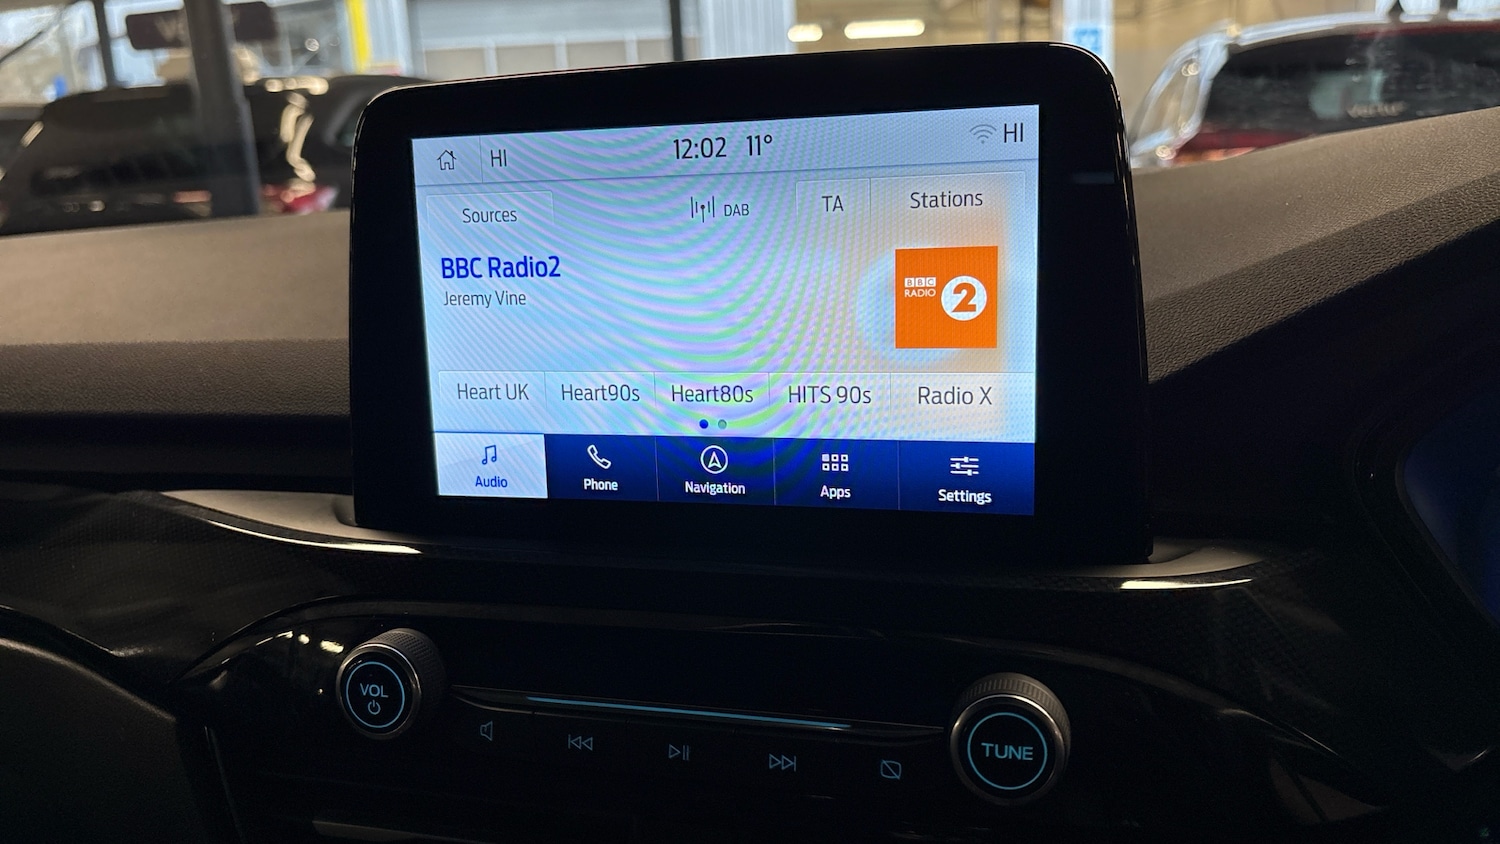 HI 12:02 11° HI
Sources DAB TA Stations
BBC Radio2
Jeremy Vine
BBC
RADIO 2
Heart UK Heart90s Heart80s HITS 90s Radio X
Audio Phone Navigation Apps Settings
VOL
TUNE